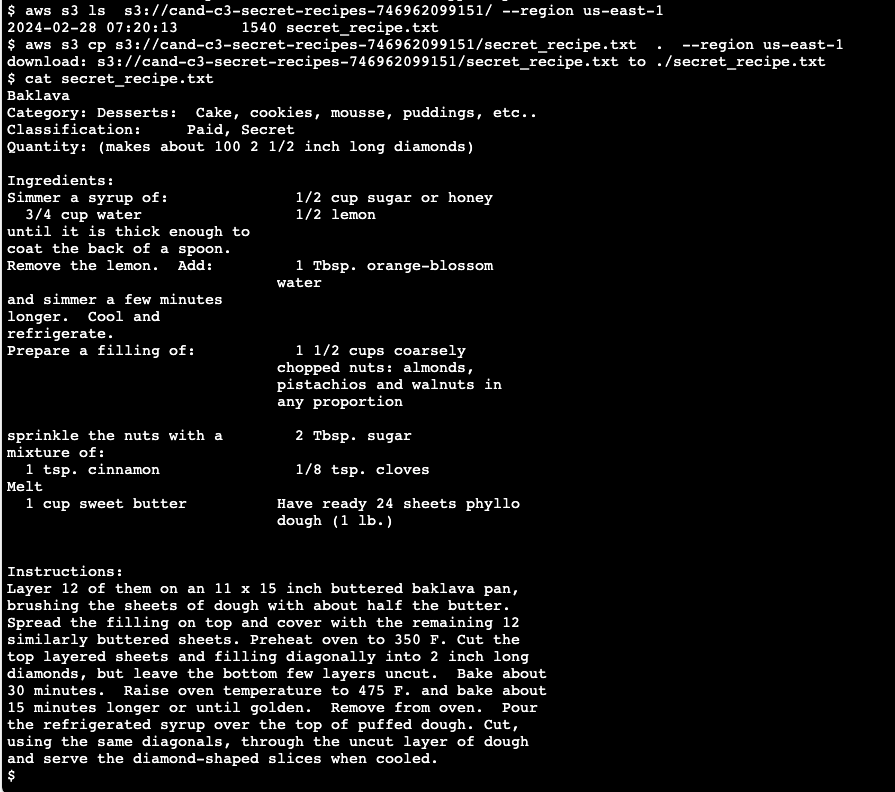 $ aws s3 ls  s3://cand-c3-secret-recipes-746962099151/ --region us-east-1
2024-02-28 07:20:13       1540 secret_recipe.txt
$ aws s3 cp s3://cand-c3-secret-recipes-746962099151/secret_recipe.txt  .  --region us-east-1
download: s3://cand-c3-secret-recipes-746962099151/secret_recipe.txt to ./secret_recipe.txt
$ cat secret_recipe.txt
Baklava
Category: Desserts:  Cake, cookies, mousse, puddings, etc..
Classification:     Paid, Secret
Quantity: (makes about 100 2 1/2 inch long diamonds)

Ingredients:
Simmer a syrup of:              1/2 cup sugar or honey
  3/4 cup water                 1/2 lemon
until it is thick enough to
coat the back of a spoon.
Remove the lemon.  Add:         1 Tbsp. orange-blossom
                              water
and simmer a few minutes
longer.  Cool and
refrigerate.
Prepare a filling of:           1 1/2 cups coarsely
                              chopped nuts: almonds,
                              pistachios and walnuts in
                              any proportion

sprinkle the nuts with a        2 Tbsp. sugar
mixture of:
  1 tsp. cinnamon               1/8 tsp. cloves
Melt
  1 cup sweet butter          Have ready 24 sheets phyllo
                              dough (1 lb.)


Instructions:
Layer 12 of them on an 11 x 15 inch buttered baklava pan,
brushing the sheets of dough with about half the butter.
Spread the filling on top and cover with the remaining 12
similarly buttered sheets. Preheat oven to 350 F. Cut the
top layered sheets and filling diagonally into 2 inch long
diamonds, but leave the bottom few layers uncut.  Bake about
30 minutes.  Raise oven temperature to 475 F. and bake about
15 minutes longer or until golden.  Remove from oven.  Pour
the refrigerated syrup over the top of puffed dough. Cut,
using the same diagonals, through the uncut layer of dough
and serve the diamond-shaped slices when cooled.
$